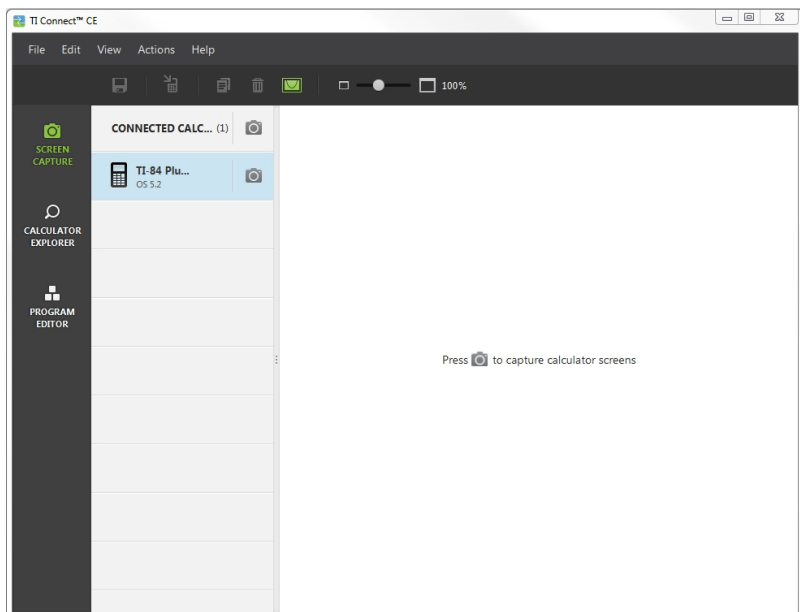 TI Connect™ CE
File Edit View Actions Help
100%
SCREEN
CAPTURE
CALCULATOR
EXPLORER
PROGRAM
EDITOR
CONNECTED CALC... (1)
TI-84 Plu...
OS 5.2
Press to capture calculator screens